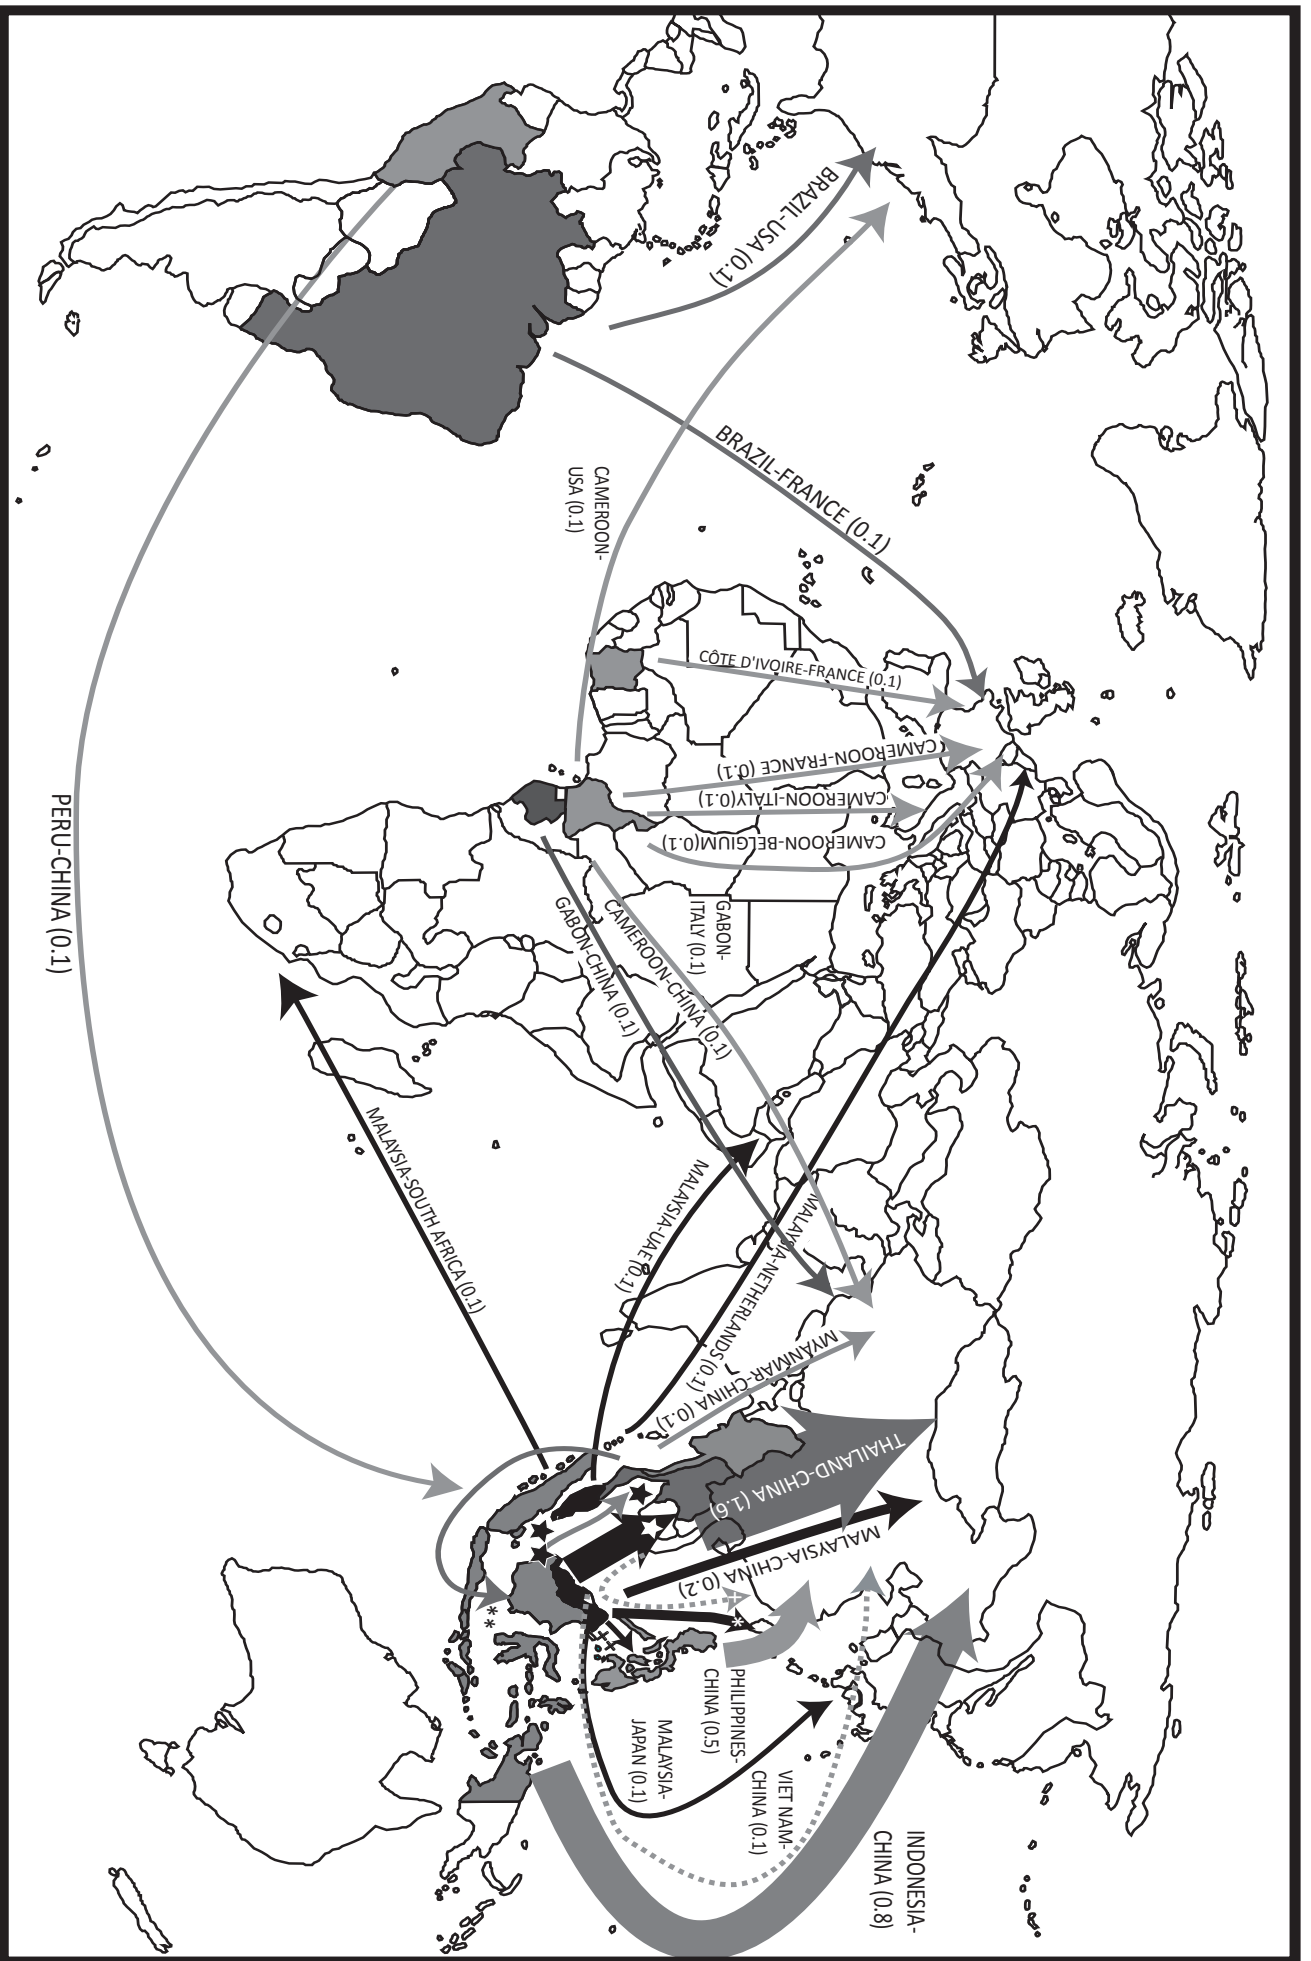 BRAZIL-USA (0.1)
BRAZIL-FRANCE (0.1)
CAMEROON-
USA (0.1)
CÔTE D'IVOIRE-FRANCE (0.1)
CAMEROON-FRANCE (0.1)
CAMEROON-ITALY(0.1)
CAMEROON-BELGIUM(0.1)
GABON-
ITALY (0.1)
CAMEROON-CHINA (0.1)
GABON-CHINA (0.1)
PERU-CHINA (0.1)
MALAYSIA-SOUTH AFRICA (0.1)
MALAYSIA-UAE (0.1)
MALAYSIA-NETHERLANDS (0.1)
MYANMAR-CHINA (0.1)
THAILAND-CHINA (1.6)
MALAYSIA-CHINA (0.2)
PHILIPPINES-
CHINA (0.5)
MALAYSIA-
JAPAN (0.1)
VIET NAM-
CHINA (0.1)
INDONESIA-
CHINA (0.8)
**
++
*
+